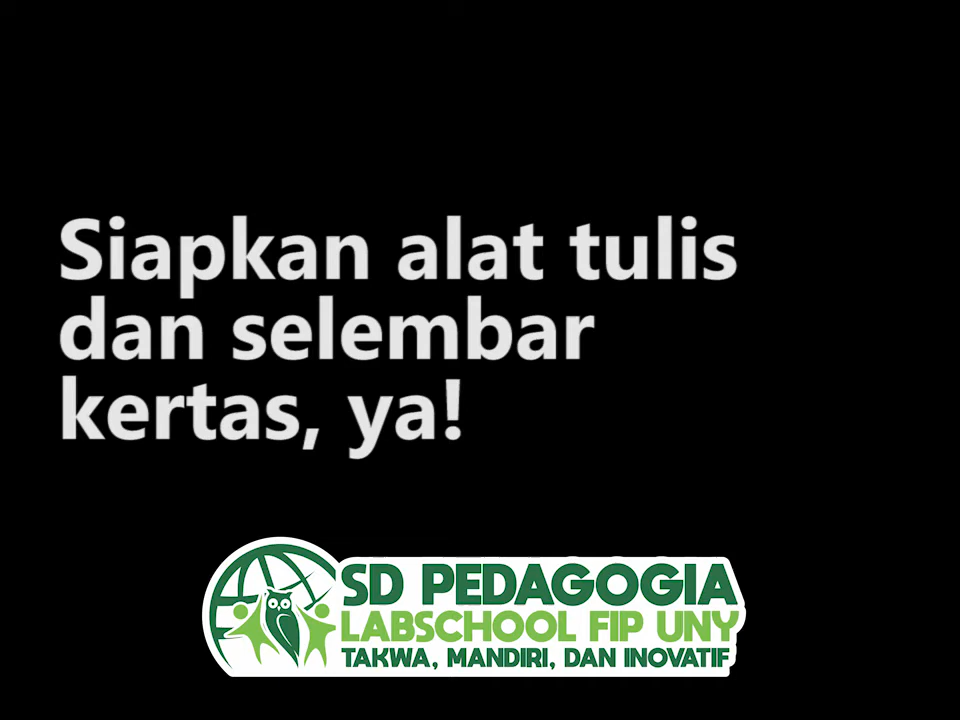 Siapkan alat tulis
dan selembar
kertas, ya!
SD PEDAGOGIA
LABSCHOOL FIP UNY
TAKWA, MANDIRI, DAN INOVATIF